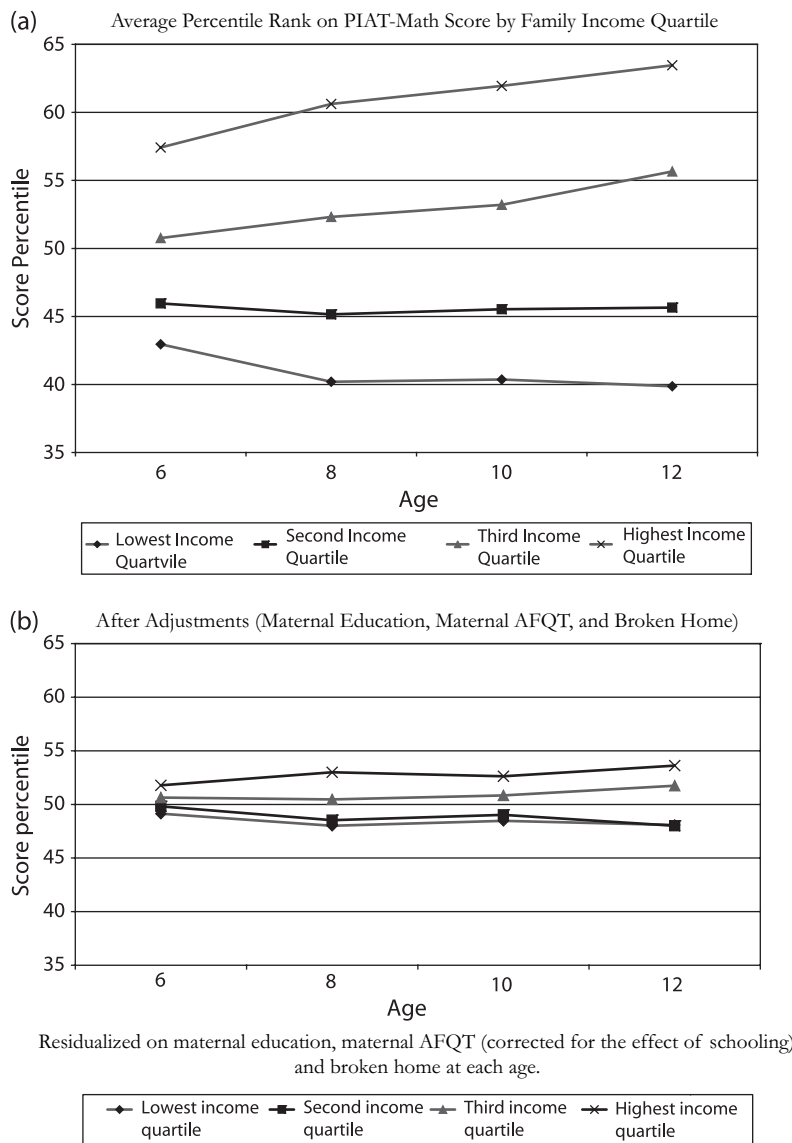 (a)
Average Percentile Rank on PIAT-Math Score by Family Income Quartile
65
60
55
50
45
40
35
Score Percentile
6 8 10 12
Age
Lowest Income Quartvile
Second Income Quartile
Third Income Quartile
Highest Income Quartile
(b)
After Adjustments (Maternal Education, Maternal AFQT, and Broken Home)
65
60
55
50
45
40
35
Score percentile
6 8 10 12
Age
Residualized on maternal education, maternal AFQT (corrected for the effect of schooling)
and broken home at each age.
Lowest income quartile
Second income quartile
Third income quartile
Highest income quartile